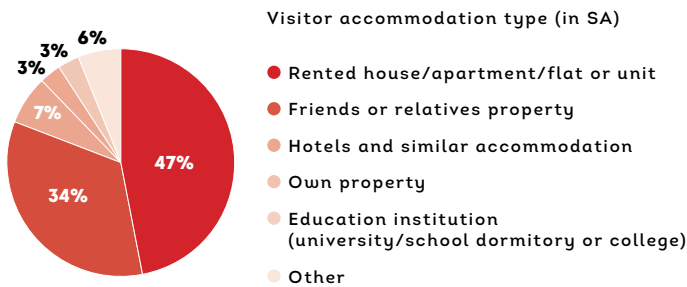 Visitor accommodation type (in SA)
6%
3%
3%
7%
47%
34%
Rented house/apartment/flat or unit
Friends or relatives property
Hotels and similar accommodation
Own property
Education institution
(university/school dormitory or college)
Other